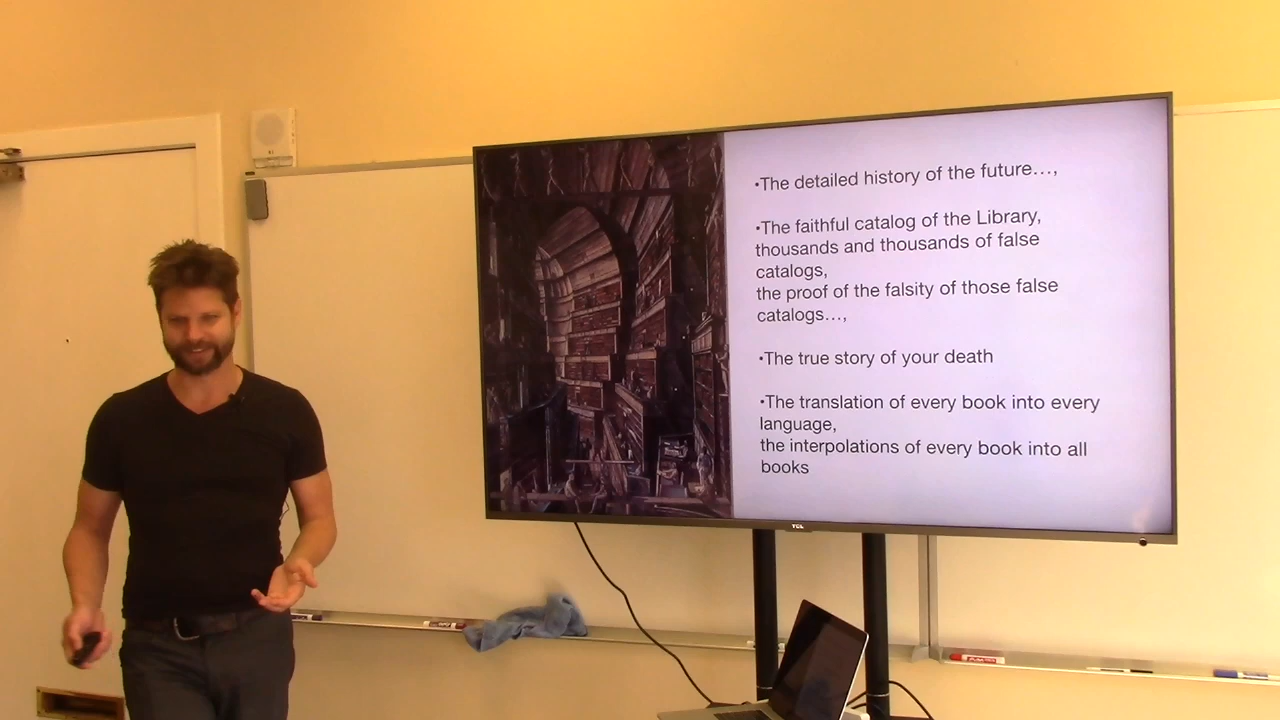 •The detailed history of the future…,
•The faithful catalog of the Library,
thousands and thousands of false
catalogs,
the proof of the falsity of those false
catalogs…,
•The true story of your death
•The translation of every book into every
language,
the interpolations of every book into all
books
TCL